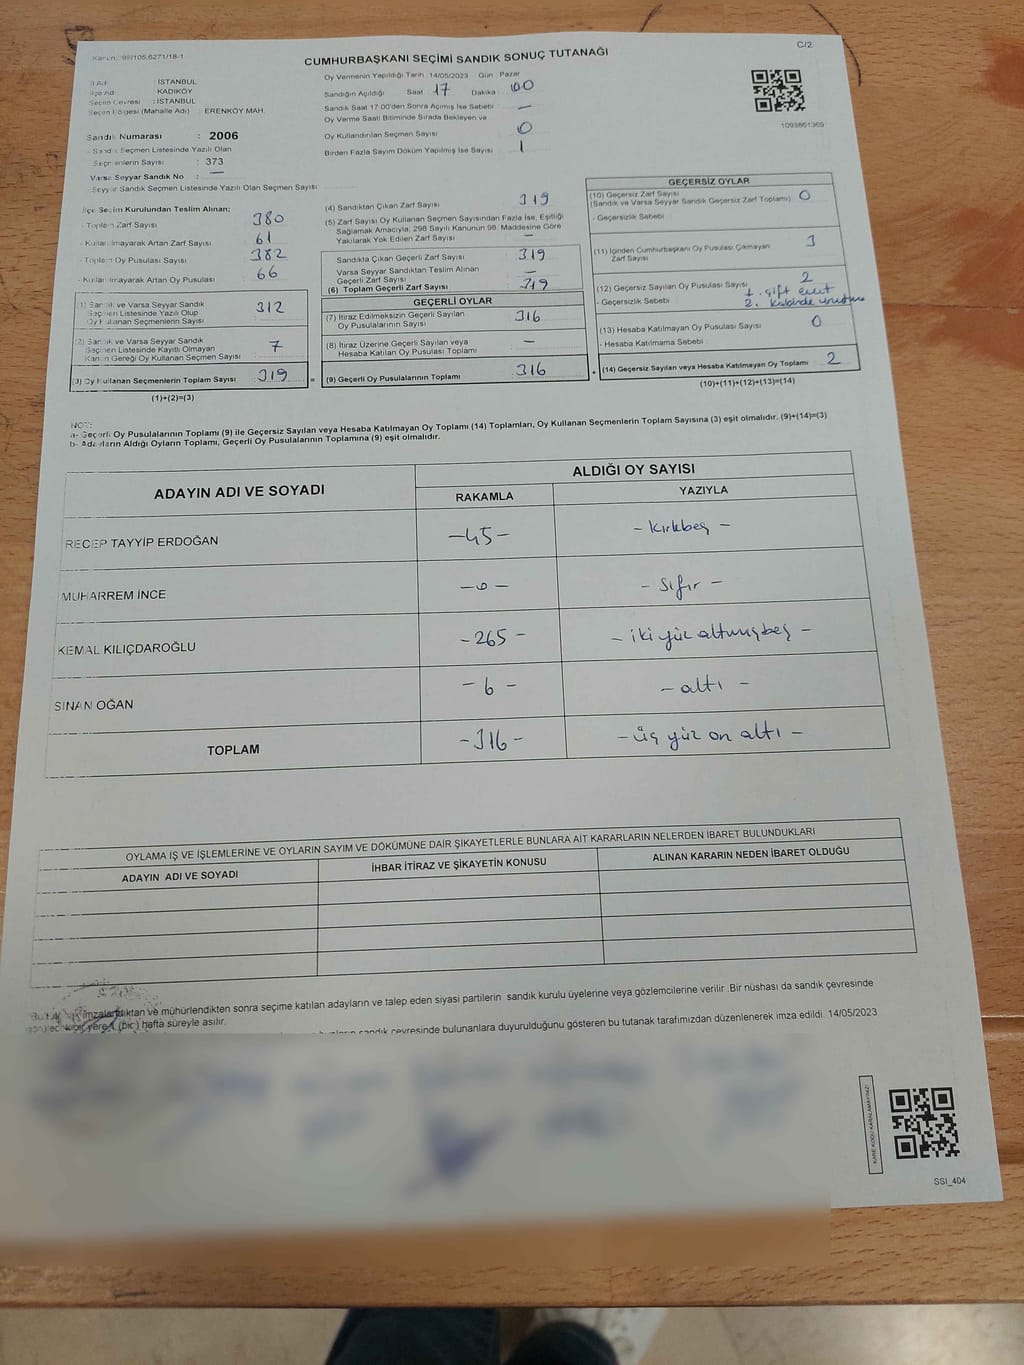 C/2
CUMHURBAŞKANI SEÇİMİ SANDIK SONUÇ TUTANAĞI
İSTANBUL
KADIKÖY
Seçim Çevresi : İSTANBUL
Seçim Bölgesi (Mahalle Adı) : ERENKÖY MAH.
Sandık Numarası : 2006
- Sandık Seçmen Listesinde Yazılı Olan
Seçmenlerin Sayısı : 373
Varsa Seyyar Sandık No : —
- Seyyar Sandık Seçmen Listesinde Yazılı Olan Seçmen Sayısı:
Oy Vermenin Yapıldığı Tarih : 14/05/2023 Gün : Pazar
Sandığın Açıldığı Saat 17 Dakika : 00
Sandık Saat 17.00'den Sonra Açılmış İse Sebebi : —
Oy Verme Saati Bitiminde Sırada Bekleyen ve
Oy Kullandırılan Seçmen Sayısı 0
Birden Fazla Sayım Döküm Yapılmış İse Sayısı : 1
1093861369
İlçe Seçim Kurulundan Teslim Alınan;
- Toplam Zarf Sayısı 380
- Kullanılmayarak Artan Zarf Sayısı 61
- Toplam Oy Pusulası Sayısı 382
- Kullanılmayarak Artan Oy Pusulası 66
1) Sandık ve Varsa Seyyar Sandık
Seçmen Listesinde Yazılı Olup
Oy Kullanan Seçmenlerin Sayısı 312
2) Sandık ve Varsa Seyyar Sandık
Seçmen Listesinde Kayıtlı Olmayan
Kanun Gereği Oy Kullanan Seçmen Sayısı 7
(3) Oy Kullanan Seçmenlerin Toplam Sayısı 319
(1)+(2)=(3)
(4) Sandıktan Çıkan Zarf Sayısı 319
(5) Zarf Sayısı Oy Kullanan Seçmen Sayısından Fazla İse, Eşitliği
Sağlamak Amacıyla; 298 Sayılı Kanunun 98. Maddesine Göre
Yakılarak Yok Edilen Zarf Sayısı —
Sandıkta Çıkan Geçerli Zarf Sayısı 319
Varsa Seyyar Sandıktan Teslim Alınan
Geçerli Zarf Sayısı —
(6) Toplam Geçerli Zarf Sayısı 319
GEÇERLİ OYLAR
(7) İtiraz Edilmeksizin Geçerli Sayılan
Oy Pusulalarının Sayısı 316
(8) İtiraz Üzerine Geçerli Sayılan veya
Hesaba Katılan Oy Pusulası Toplamı —
= (9) Geçerli Oy Pusulalarının Toplamı 316
GEÇERSİZ OYLAR
(10) Geçersiz Zarf Sayısı
(Sandık ve Varsa Seyyar Sandık Geçersiz Zarf Toplamı) 0
- Geçersizlik Sebebi
(11) İçinden Cumhurbaşkanı Oy Pusulası Çıkmayan
Zarf Sayısı 3
(12) Geçersiz Sayılan Oy Pusulası Sayısı 2
- Geçersizlik Sebebi 1. çift evet
2. Kabinde unutma
(13) Hesaba Katılmayan Oy Pusulası Sayısı 0
- Hesaba Katılmama Sebebi
+ (14) Geçersiz Sayılan veya Hesaba Katılmayan Oy Toplamı 2
(10)+(11)+(12)+(13)=(14)
NOT:
a- Geçerli Oy Pusulalarının Toplamı (9) ile Geçersiz Sayılan veya Hesaba Katılmayan Oy Toplamı (14) Toplamları, Oy Kullanan Seçmenlerin Toplam Sayısına (3) eşit olmalıdır. (9)+(14)=(3)
b- Adayların Aldığı Oyların Toplamı, Geçerli Oy Pusulalarının Toplamına (9) eşit olmalıdır.
ADAYIN ADI VE SOYADI
ALDIĞI OY SAYISI
RAKAMLA YAZIYLA
RECEP TAYYİP ERDOĞAN -45- - Kırkbeş -
MUHARREM İNCE -0- - Sıfır -
KEMAL KILIÇDAROĞLU -265- - iki yüz altmışbeş -
SİNAN OĞAN -6- - altı -
TOPLAM -316- - üç yüz on altı -
OYLAMA İŞ VE İŞLEMLERİNE VE OYLARIN SAYIM VE DÖKÜMÜNE DAİR ŞİKAYETLERLE BUNLARA AİT KARARLARIN NELERDEN İBARET BULUNDUKLARI
ADAYIN ADI VE SOYADI İHBAR İTİRAZ VE ŞİKAYETİN KONUSU ALINAN KARARIN NEDEN İBARET OLDUĞU
imzalandıktan ve mühürlendikten sonra seçime katılan adayların ve talep eden siyasi partilerin sandık kurulu üyelerine veya gözlemcilerine verilir. Bir nüshası da sandık çevresinde
yere 1 (bir) hafta süreyle asılır.
sandık çevresinde bulunanlara duyurulduğunu gösteren bu tutanak tarafımızdan düzenlenerek imza edildi. 14/05/2023
KARE KODU KARALAMAYINIZ!
SSI_404